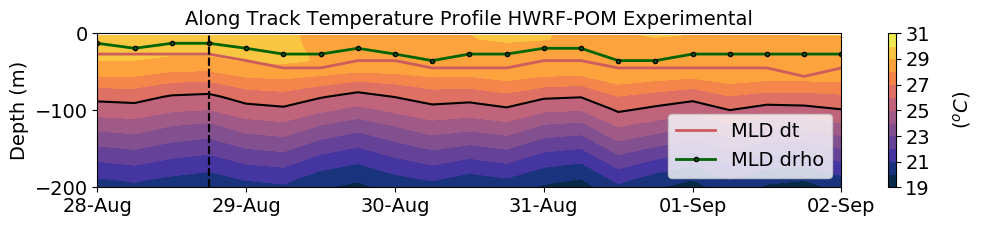 Along Track Temperature Profile HWRF-POM Experimental
Depth (m)
0
−100
−200
28-Aug 29-Aug 30-Aug 31-Aug 01-Sep 02-Sep
MLD dt
MLD drho
31
29
27
25
23
21
19
(°C)